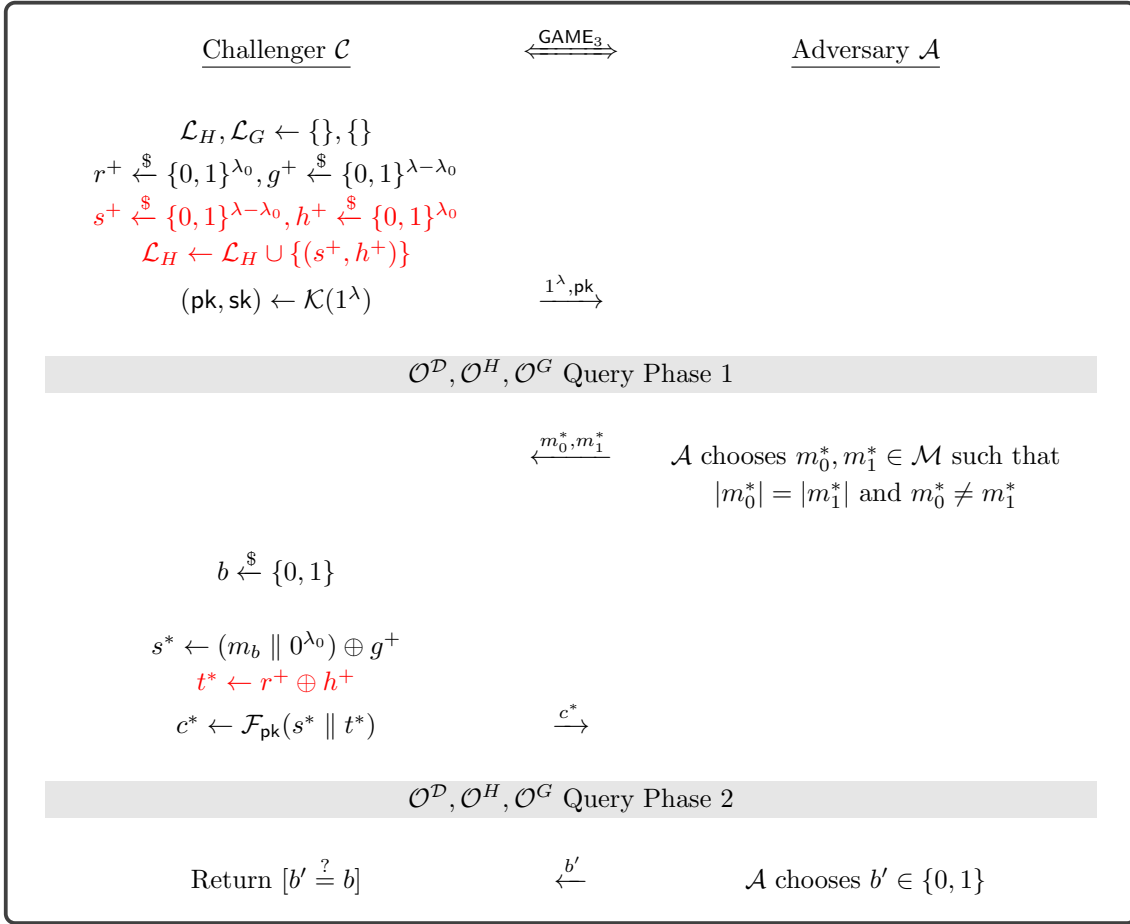 Challenger 𝒞 GAME₃ Adversary 𝒜
ℒ_H, ℒ_G ← {}, {}
r⁺ ←$ {0, 1}^{λ₀}, g⁺ ←$ {0, 1}^{λ−λ₀}
s⁺ ←$ {0, 1}^{λ−λ₀}, h⁺ ←$ {0, 1}^{λ₀}
ℒ_H ← ℒ_H ∪ {(s⁺, h⁺)}
(pk, sk) ← 𝒦(1^λ) 1^λ, pk →
𝒪^𝒟, 𝒪^H, 𝒪^G Query Phase 1
← m₀*, m₁* 𝒜 chooses m₀*, m₁* ∈ ℳ such that
|m₀*| = |m₁*| and m₀* ≠ m₁*
b ←$ {0, 1}
s* ← (m_b ∥ 0^{λ₀}) ⊕ g⁺
t* ← r⁺ ⊕ h⁺
c* ← ℱ_pk(s* ∥ t*) c* →
𝒪^𝒟, 𝒪^H, 𝒪^G Query Phase 2
Return [b′ ≟ b] ← b′ 𝒜 chooses b′ ∈ {0, 1}